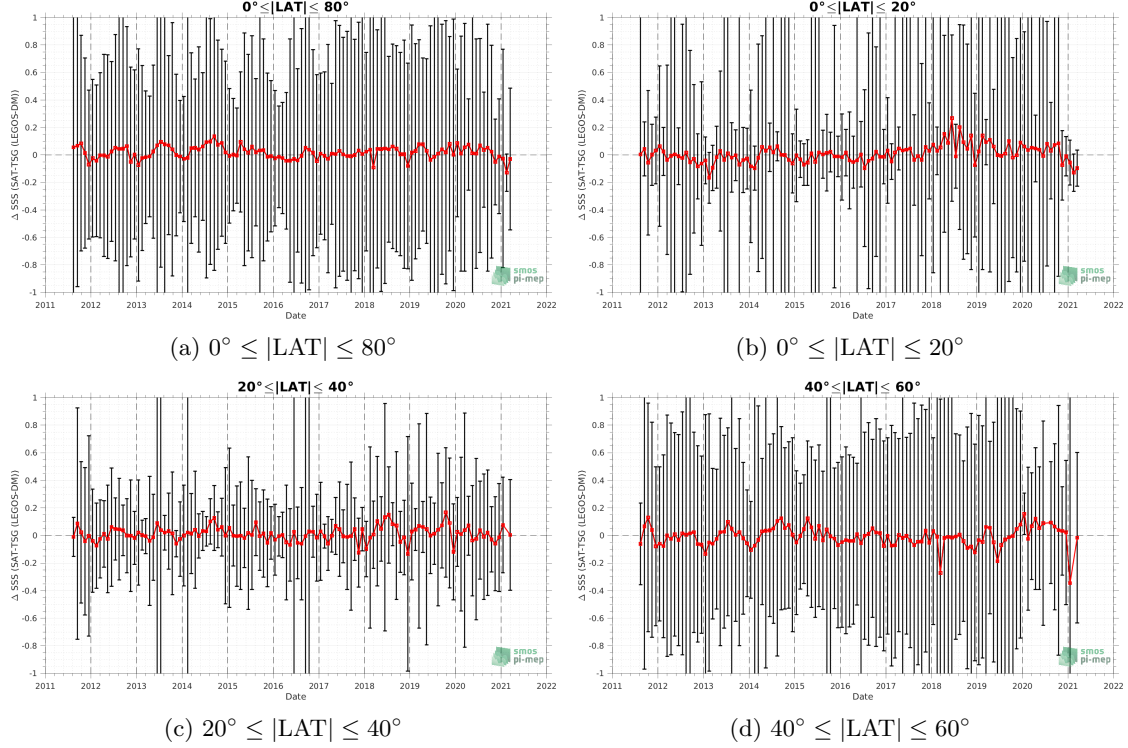 0°≤|LAT|≤ 80°
1
0.8
0.6
0.4
0.2
0
-0.2
-0.4
-0.6
-0.8
-1
Δ SSS (SAT-TSG (LEGOS-DM))
2011 2012 2013 2014 2015 2016 2017 2018 2019 2020 2021 2022
Date
smos
pi-mep
(a) 0° ≤ |LAT| ≤ 80°
0°≤|LAT|≤ 20°
1
0.8
0.6
0.4
0.2
0
-0.2
-0.4
-0.6
-0.8
-1
Δ SSS (SAT-TSG (LEGOS-DM))
2011 2012 2013 2014 2015 2016 2017 2018 2019 2020 2021 2022
Date
smos
pi-mep
(b) 0° ≤ |LAT| ≤ 20°
20°≤|LAT|≤ 40°
1
0.8
0.6
0.4
0.2
0
-0.2
-0.4
-0.6
-0.8
-1
Δ SSS (SAT-TSG (LEGOS-DM))
2011 2012 2013 2014 2015 2016 2017 2018 2019 2020 2021 2022
Date
smos
pi-mep
(c) 20° ≤ |LAT| ≤ 40°
40°≤|LAT|≤ 60°
1
0.8
0.6
0.4
0.2
0
-0.2
-0.4
-0.6
-0.8
-1
Δ SSS (SAT-TSG (LEGOS-DM))
2011 2012 2013 2014 2015 2016 2017 2018 2019 2020 2021 2022
Date
smos
pi-mep
(d) 40° ≤ |LAT| ≤ 60°